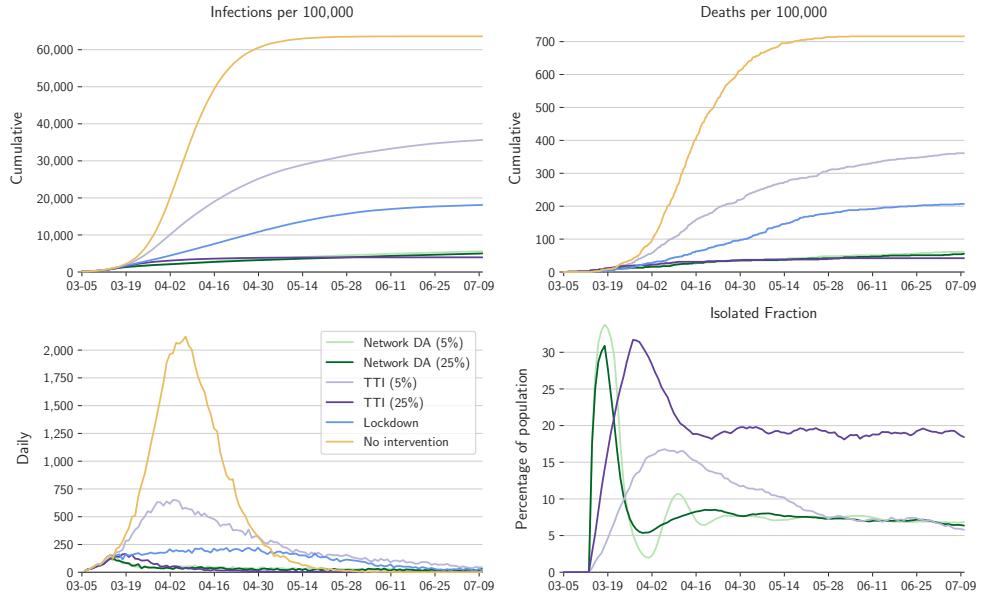 Infections per 100,000
Cumulative
60,000
50,000
40,000
30,000
20,000
10,000
0
03-05 03-19 04-02 04-16 04-30 05-14 05-28 06-11 06-25 07-09
Deaths per 100,000
Cumulative
700
600
500
400
300
200
100
0
03-05 03-19 04-02 04-16 04-30 05-14 05-28 06-11 06-25 07-09
Daily
2,000
1,750
1,500
1,250
1,000
750
500
250
0
03-05 03-19 04-02 04-16 04-30 05-14 05-28 06-11 06-25 07-09
Network DA (5%)
Network DA (25%)
TTI (5%)
TTI (25%)
Lockdown
No intervention
Isolated Fraction
Percentage of population
30
25
20
15
10
5
0
03-05 03-19 04-02 04-16 04-30 05-14 05-28 06-11 06-25 07-09